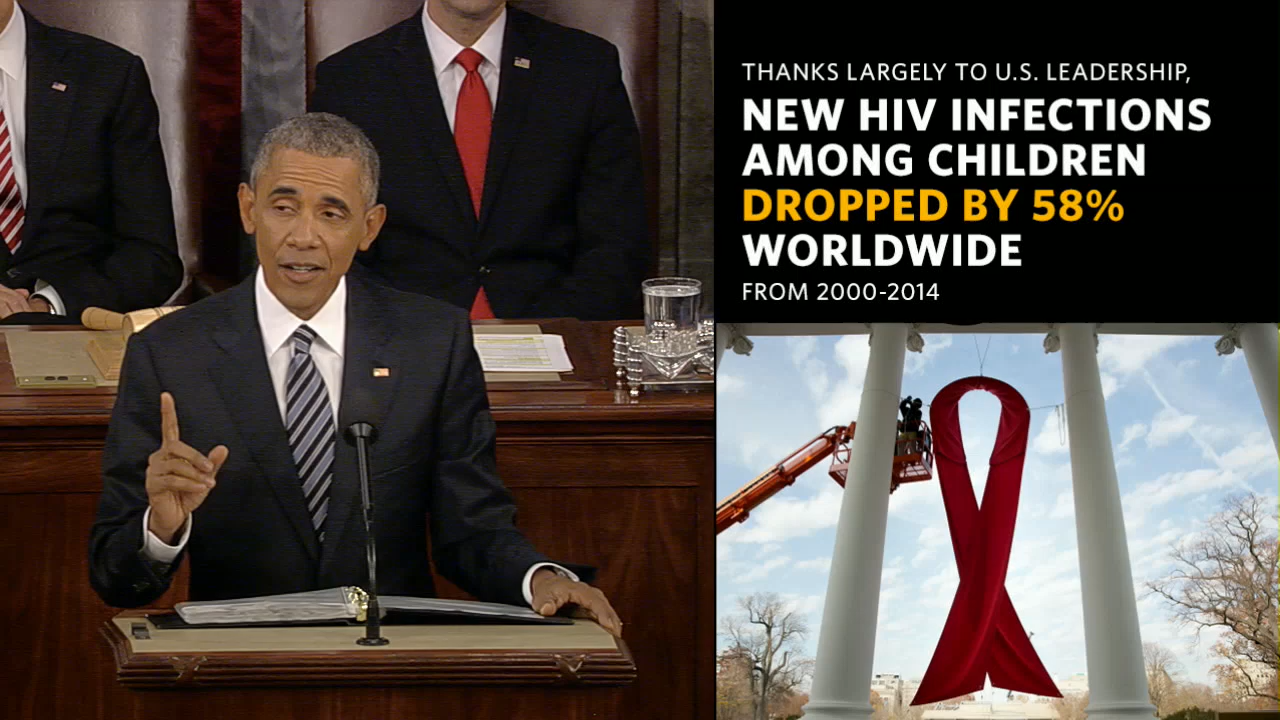 THANKS LARGELY TO U.S. LEADERSHIP,
NEW HIV INFECTIONS
AMONG CHILDREN
DROPPED BY 58%
WORLDWIDE
FROM 2000-2014